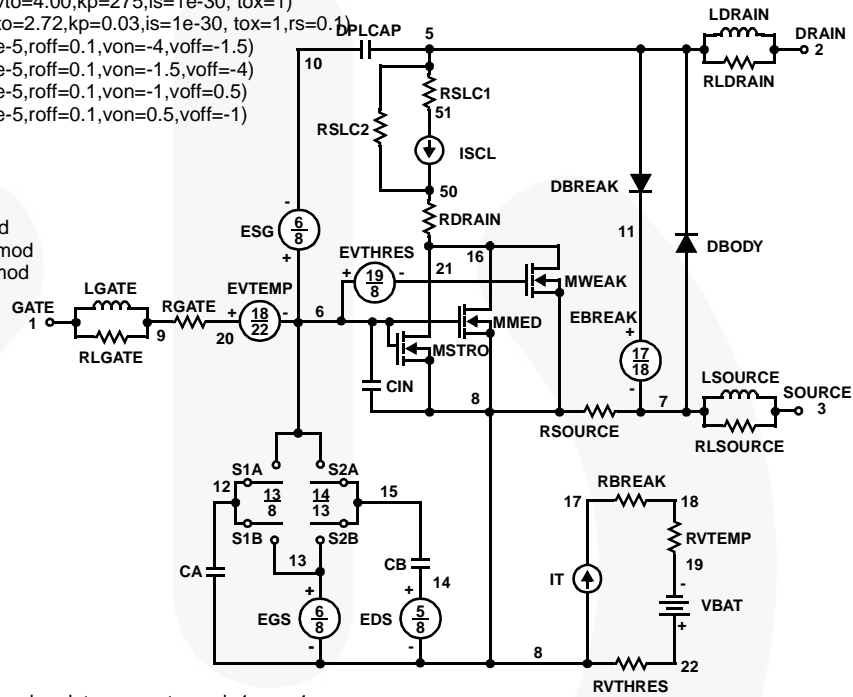 vto=4.00,kp=275,is=1e-30, tox=1)
to=2.72,kp=0.03,is=1e-30, tox=1,rs=0.1)
e-5,roff=0.1,von=-4,voff=-1.5)
e-5,roff=0.1,von=-1.5,voff=-4)
e-5,roff=0.1,von=-1,voff=0.5)
e-5,roff=0.1,von=0.5,voff=-1)
LDRAIN
DPLCAP
5
DRAIN
2
10
RLDRAIN
RSLC1
51
RSLC2
ISCL
50
DBREAK
RDRAIN
11
DBODY
-
ESG
6
8
+
EVTHRES
16
21
+
19
8
-
MWEAK
mod
mod
LGATE
EVTEMP
GATE
1
RGATE
+
18
22
-
6
MMED
EBREAK
+
9
20
RLGATE
MSTRO
17
18
-
LSOURCE
CIN
8
7
SOURCE
3
RSOURCE
RLSOURCE
S1A
S2A
12
13
8
14
13
15
RBREAK
17
18
S1B
S2B
RVTEMP
13
CA
CB
19
IT
-
+
+
14
VBAT
EGS
6
8
EDS
5
8
+
-
-
8
22
RVTHRES